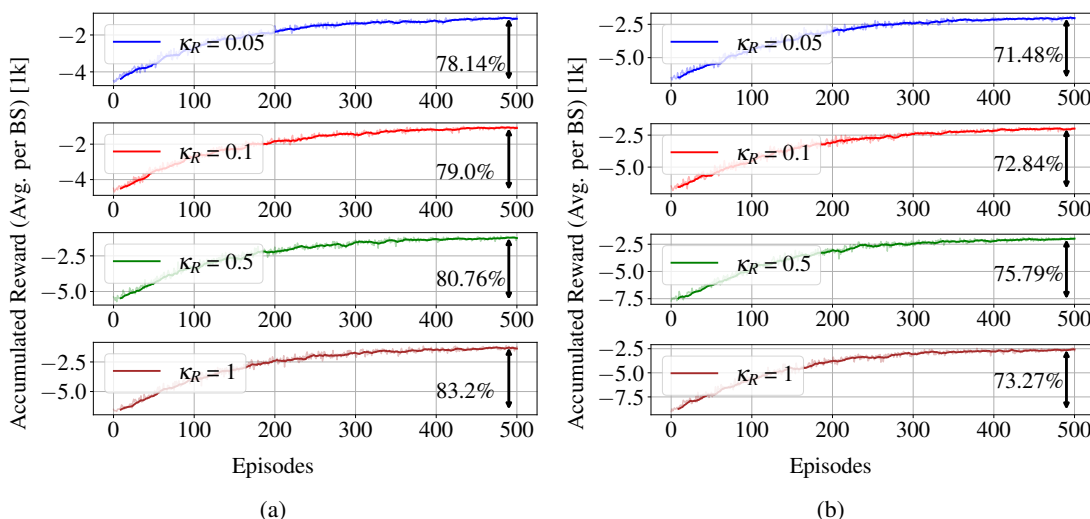 Accumulated Reward (Avg. per BS) [1k]
−2
−4
κR = 0.05
78.14%
0 100 200 300 400 500
−2
−4
κR = 0.1
79.0%
0 100 200 300 400 500
−2.5
−5.0
κR = 0.5
80.76%
0 100 200 300 400 500
−2.5
−5.0
κR = 1
83.2%
0 100 200 300 400 500
Episodes
(a)
Accumulated Reward (Avg. per BS) [1k]
−2.5
−5.0
κR = 0.05
71.48%
0 100 200 300 400 500
−2.5
−5.0
κR = 0.1
72.84%
0 100 200 300 400 500
−2.5
−5.0
−7.5
κR = 0.5
75.79%
0 100 200 300 400 500
−2.5
−5.0
−7.5
κR = 1
73.27%
0 100 200 300 400 500
Episodes
(b)